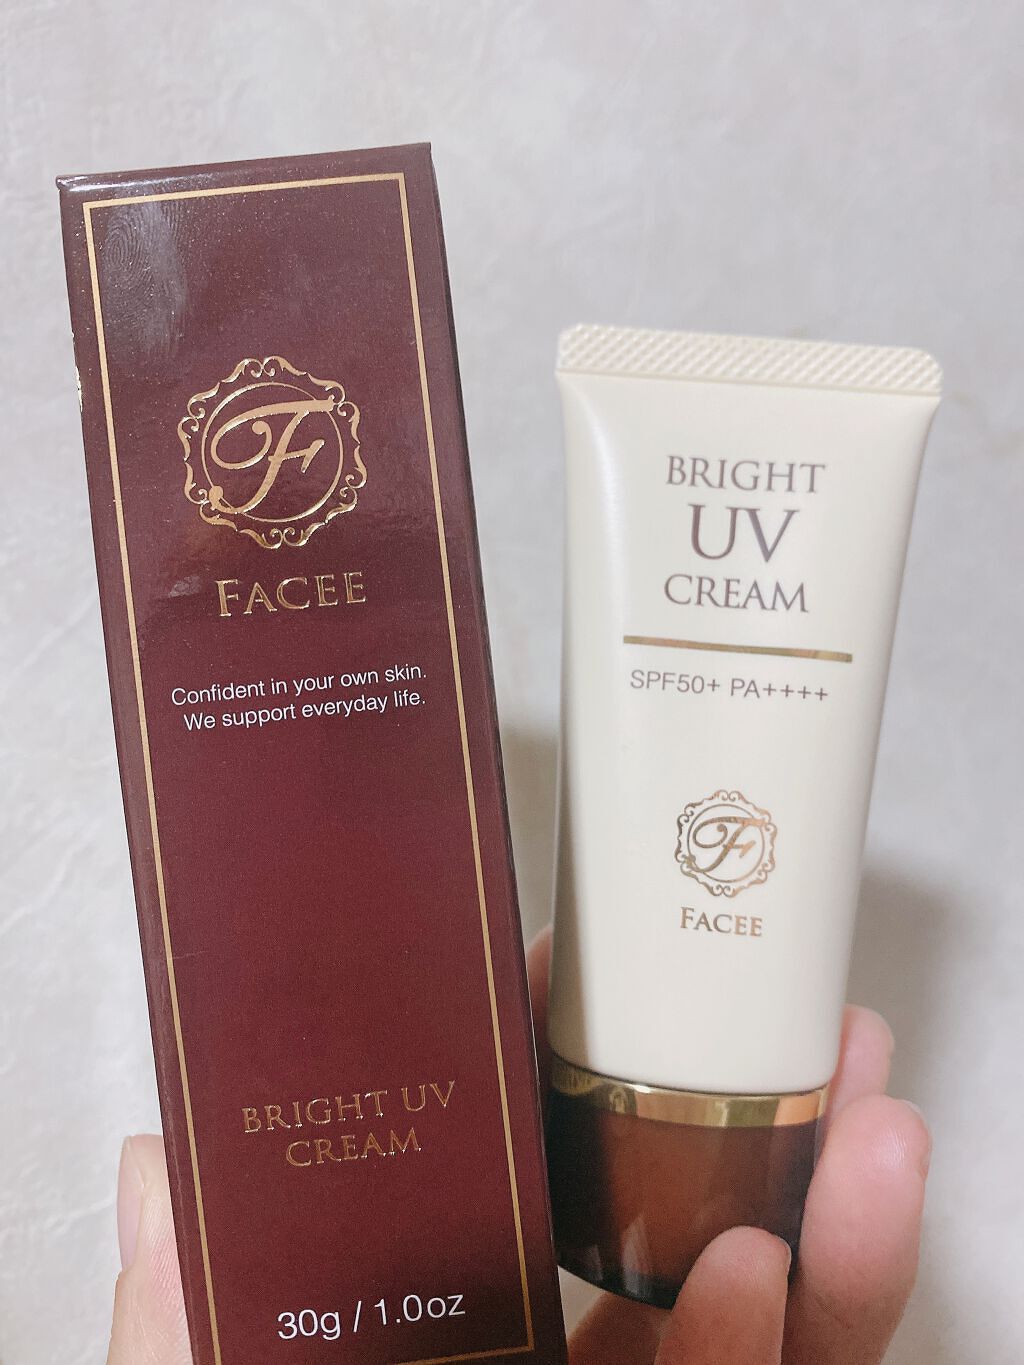 F
FACEE
Confident in your own skin.
We support everyday life.
BRIGHT UV
CREAM
30g / 1.0oz
BRIGHT
UV
CREAM
SPF50+ PA++++
F
FACEE